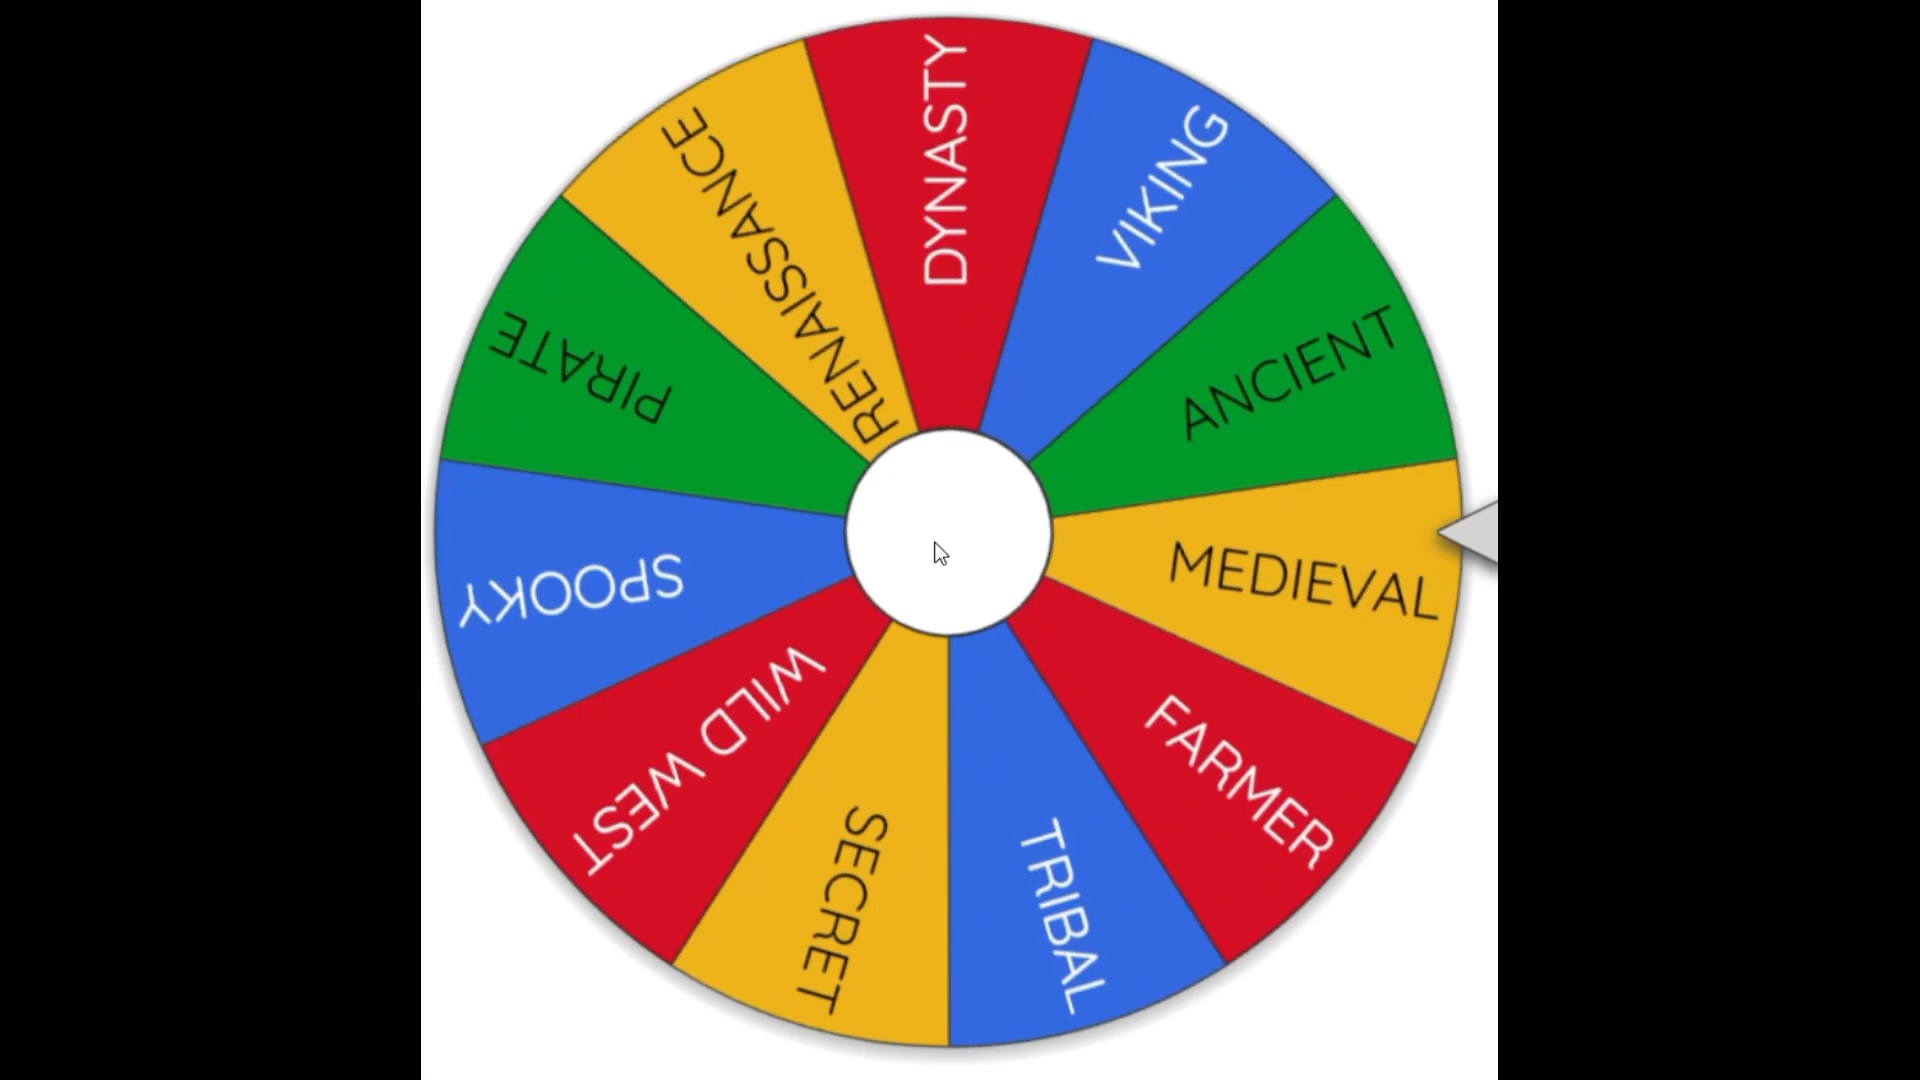 DYNASTY
VIKING
ANCIENT
MEDIEVAL
FARMER
TRIBAL
SECRET
WILD WEST
SPOOKY
PIRATE
RENAISSANCE